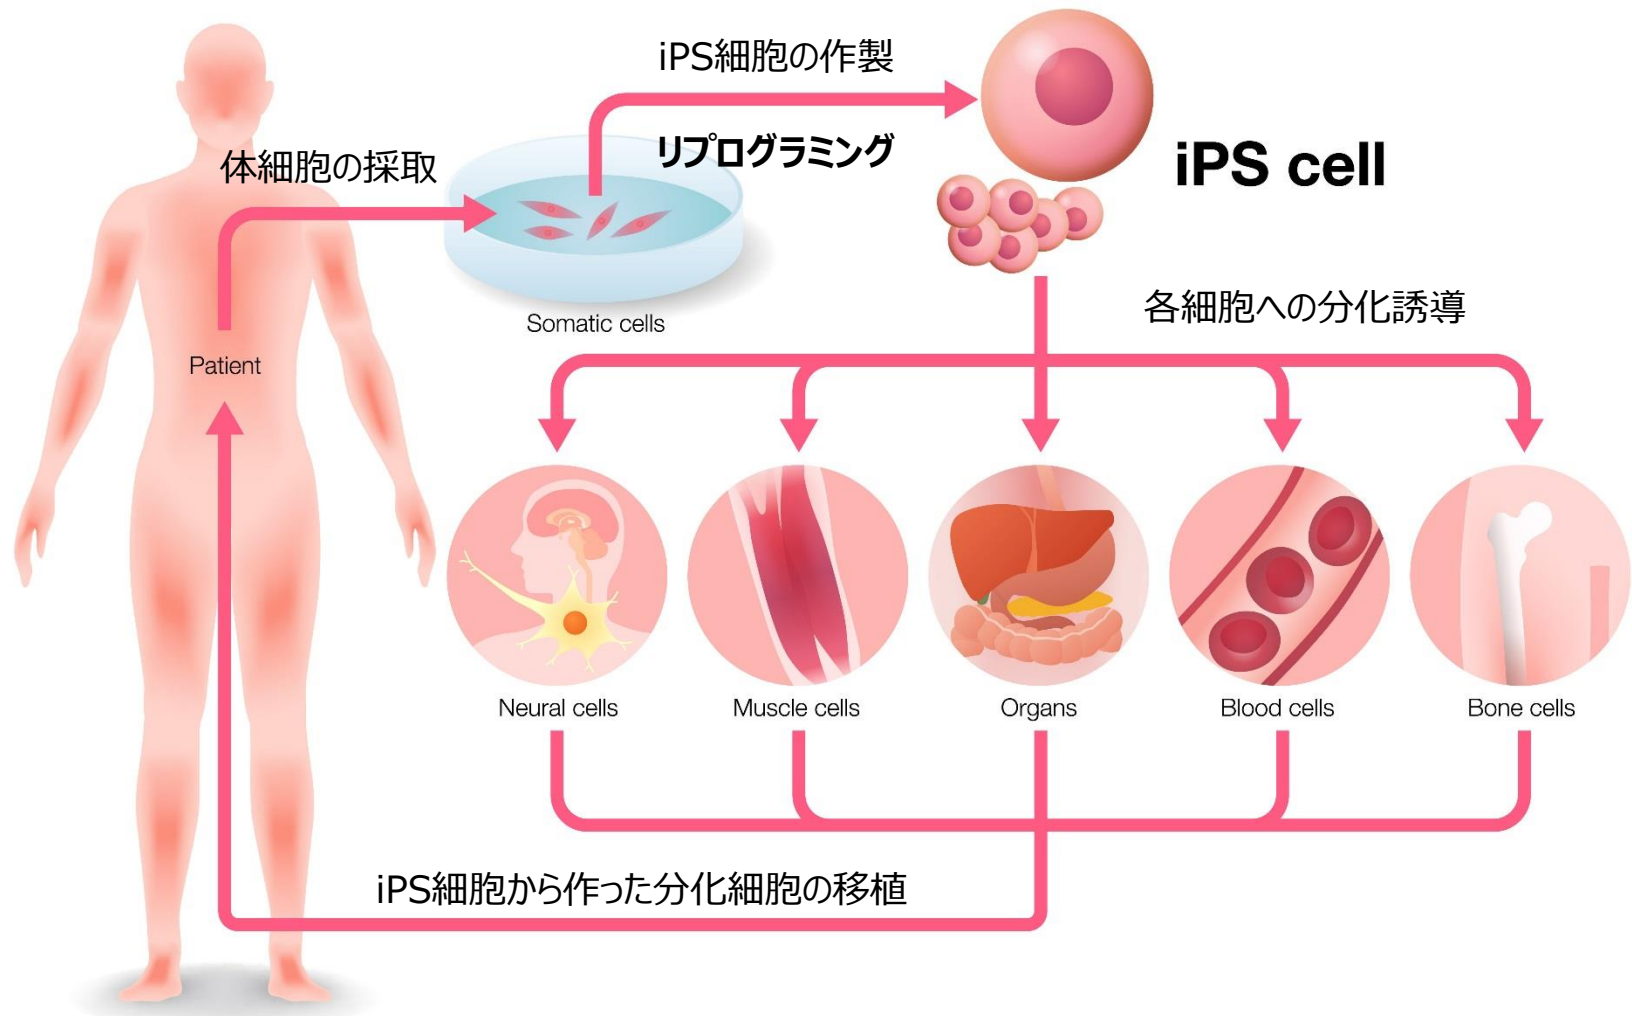 iPS細胞の作製
リプログラミング
体細胞の採取
iPS cell
Somatic cells
各細胞への分化誘導
Patient
Neural cells
Muscle cells
Organs
Blood cells
Bone cells
iPS細胞から作った分化細胞の移植